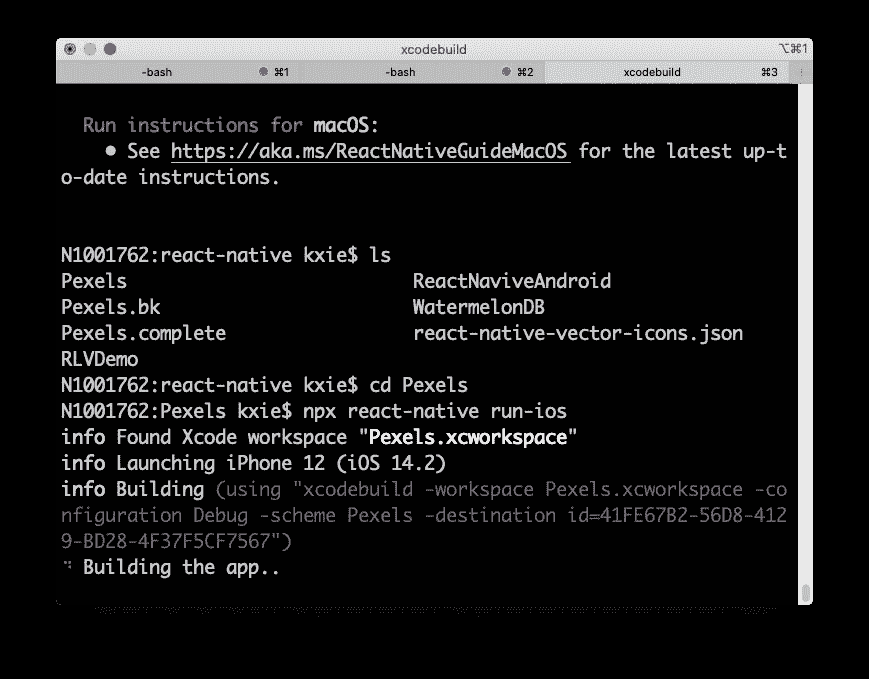 xcodebuild
⌥⌘1
-bash
⌘1
-bash
⌘2
xcodebuild
⌘3
Run instructions for macOS:
• See https://aka.ms/ReactNativeGuideMacOS for the latest up-t
o-date instructions.
N1001762:react-native kxie$ ls
Pexels ReactNaviveAndroid
Pexels.bk WatermelonDB
Pexels.complete react-native-vector-icons.json
RLVDemo
N1001762:react-native kxie$ cd Pexels
N1001762:Pexels kxie$ npx react-native run-ios
info Found Xcode workspace "Pexels.xcworkspace"
info Launching iPhone 12 (iOS 14.2)
info Building (using "xcodebuild -workspace Pexels.xcworkspace -co
nfiguration Debug -scheme Pexels -destination id=41FE67B2-56D8-412
9-BD28-4F37F5CF7567")
Building the app..